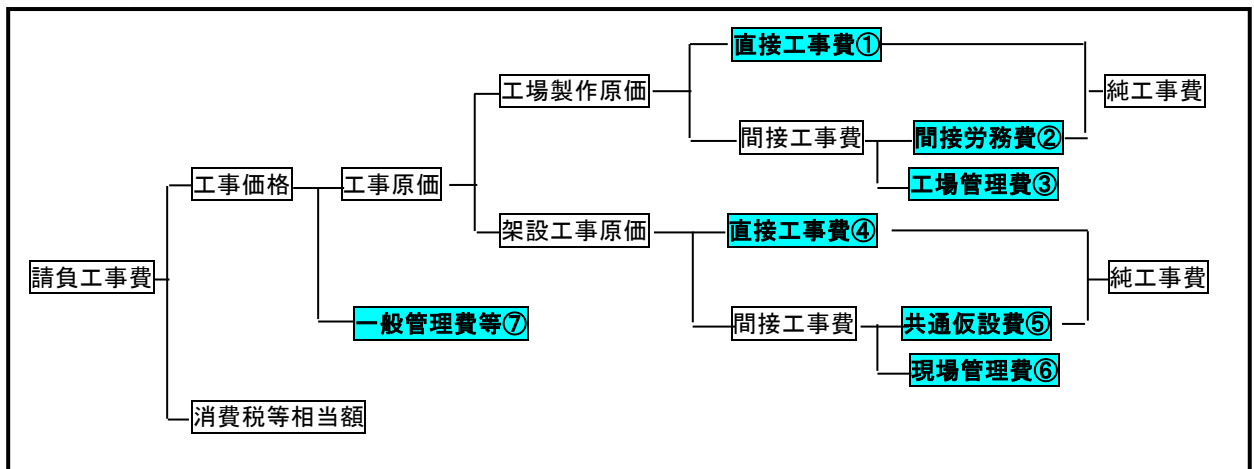 直接工事費①
工場製作原価
純工事費
間接工事費
間接労務費②
工事価格
工事原価
工場管理費③
架設工事原価
直接工事費④
請負工事費
純工事費
一般管理費等⑦
間接工事費
共通仮設費⑤
現場管理費⑥
消費税等相当額